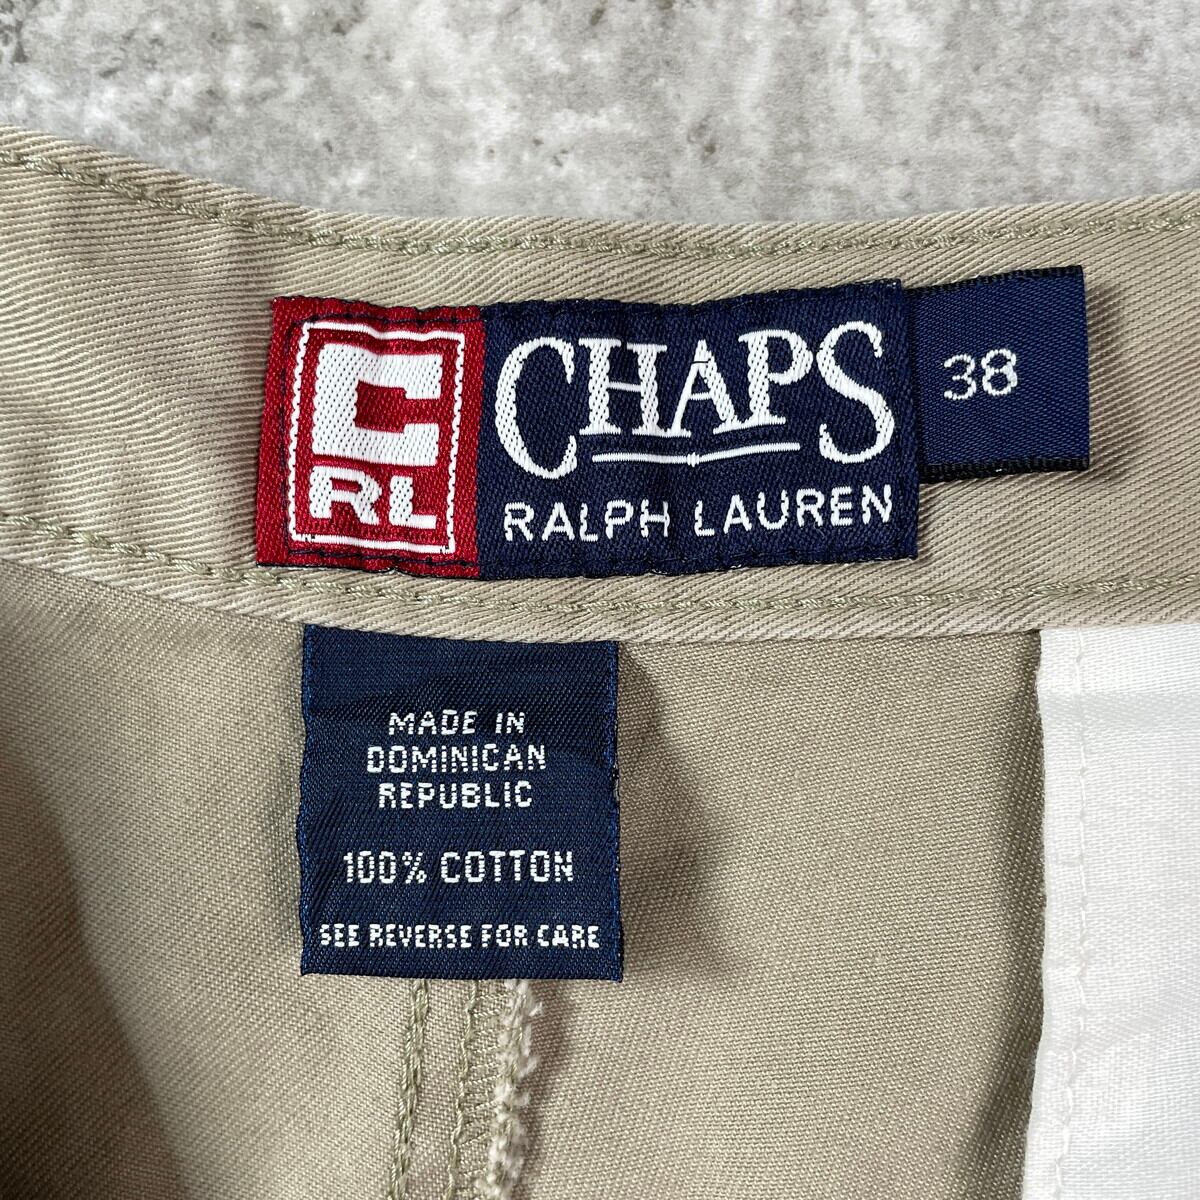 C
RL
CHAPS
RALPH LAUREN
38
MADE IN
DOMINICAN
REPUBLIC
100% COTTON
SEE REVERSE FOR CARE